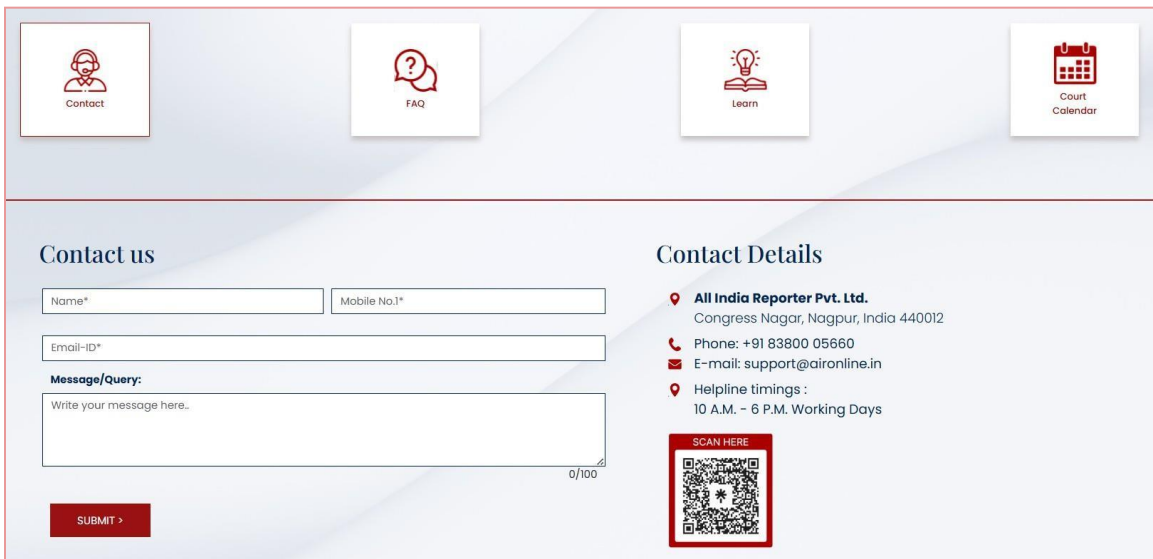 Contact
FAQ
Learn
Court
Calendar
Contact us
Name*
Mobile No.1*
Email-ID*
Message/Query:
Write your message here..
0/100
SUBMIT >
Contact Details
All India Reporter Pvt. Ltd.
Congress Nagar, Nagpur, India 440012
Phone: +91 83800 05660
E-mail: support@aironline.in
Helpline timings :
10 A.M. - 6 P.M. Working Days
SCAN HERE